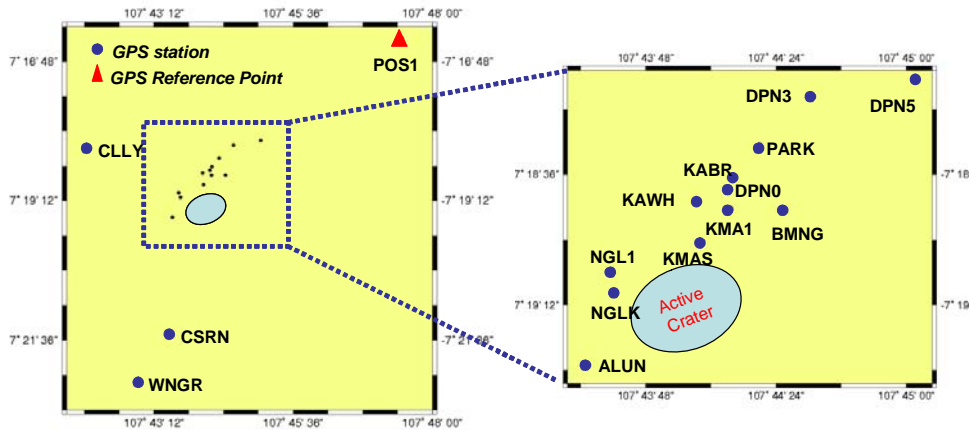 107° 43' 12"
107° 45' 36"
107° 48' 00"
GPS station
GPS Reference Point
POS1
7° 16' 48"
CLLY
7° 19' 12"
CSRN
7° 21' 36"
-7° 21' 36"
WNGR
107° 43' 12"
107° 45' 36"
107° 48' 00"
107° 43' 48"
107° 44' 24"
107° 45' 00"
DPN3
DPN5
PARK
7° 18' 36"
-7° 18
KABR
DPN0
KAWH
KMA1
BMNG
KMAS
NGL1
NGLK
Active
Crater
7° 19' 12"
-7° 19
ALUN
107° 43' 48"
107° 44' 24"
107° 45' 00"